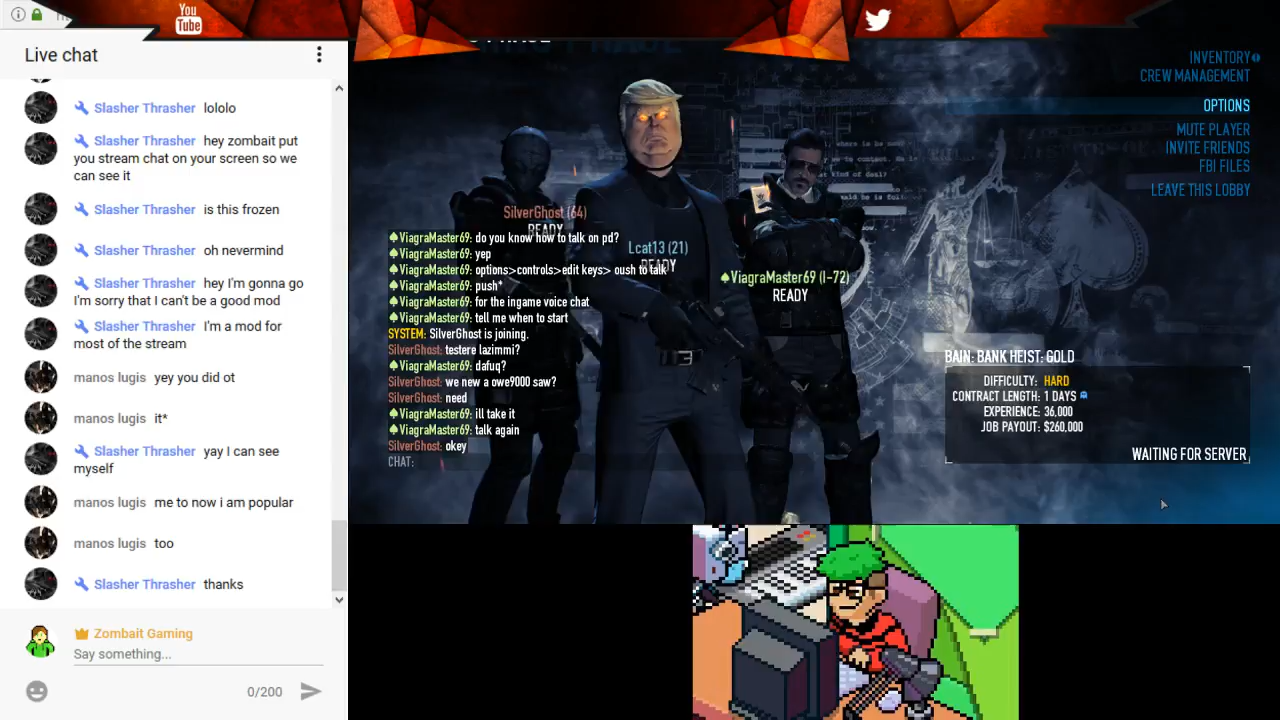 You
Tube
Live chat
Slasher Thrasher lololo
Slasher Thrasher hey zombait put
you stream chat on your screen so we
can see it
Slasher Thrasher is this frozen
Slasher Thrasher oh nevermind
Slasher Thrasher hey I'm gonna go
I'm sorry that I can't be a good mod
Slasher Thrasher I'm a mod for
most of the stream
manos lugis yey you did ot
manos lugis it*
Slasher Thrasher yay I can see
myself
manos lugis me to now i am popular
manos lugis too
Slasher Thrasher thanks
Zombait Gaming
Say something...
0/200
INVENTORY
CREW MANAGEMENT
OPTIONS
MUTE PLAYER
INVITE FRIENDS
FBI FILES
LEAVE THIS LOBBY
SilverGhost (64)
READY
Lcat13 (21)
READY
ViagraMaster69 (I-72)
READY
ViagraMaster69: do you know how to talk on pd?
ViagraMaster69: yep
ViagraMaster69: options>controls>edit keys> oush to talk
ViagraMaster69: push*
ViagraMaster69: for the ingame voice chat
ViagraMaster69: tell me when to start
SYSTEM: SilverGhost is joining.
SilverGhost: testere lazimmi?
ViagraMaster69: dafuq?
SilverGhost: we new a owe9000 saw?
SilverGhost: need
ViagraMaster69: ill take it
ViagraMaster69: talk again
SilverGhost: okey
CHAT:
BAIN: BANK HEIST: GOLD
DIFFICULTY: HARD
CONTRACT LENGTH: 1 DAYS
EXPERIENCE: 36,000
JOB PAYOUT: $260,000
WAITING FOR SERVER